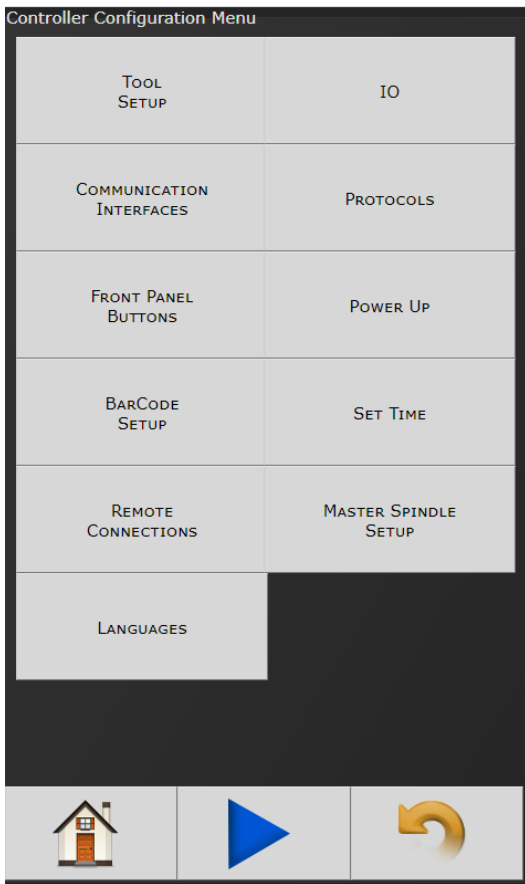 Controller Configuration Menu
Tool
Setup
IO
Communication
Interfaces
Protocols
Front Panel
Buttons
Power Up
BarCode
Setup
Set Time
Remote
Connections
Master Spindle
Setup
Languages